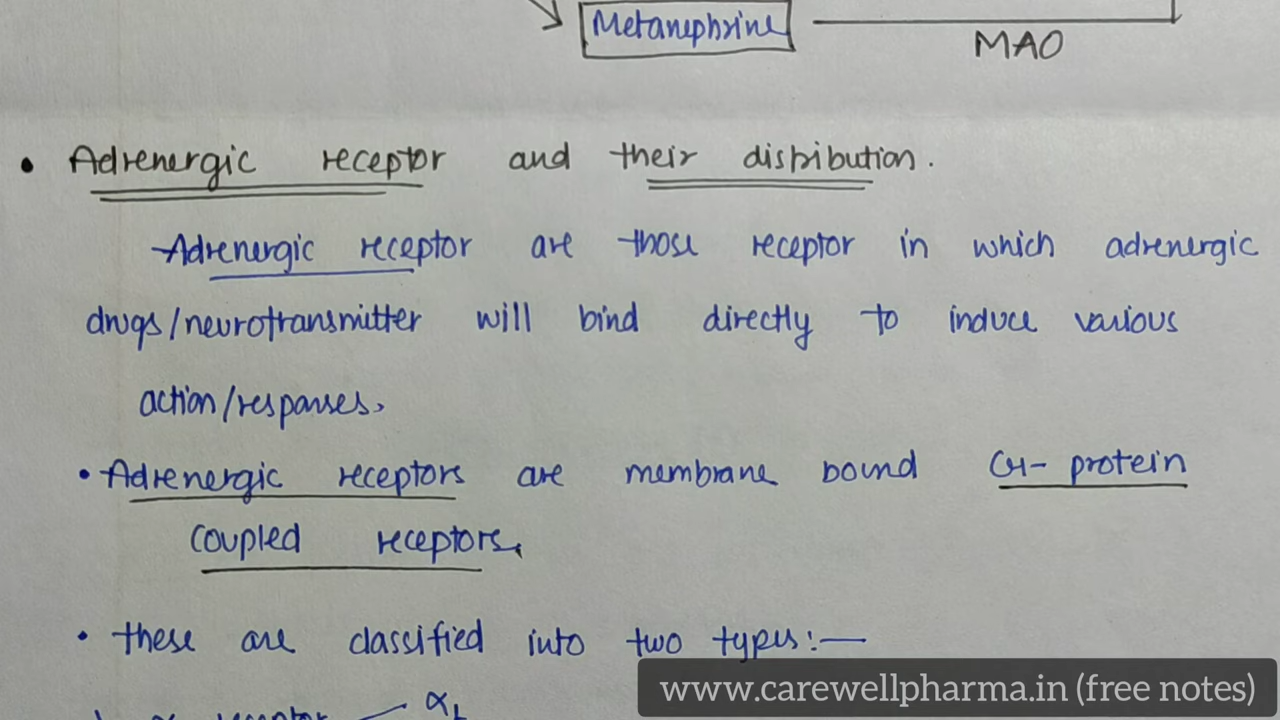 Metanephrine
MAO
• Adrenergic receptor and their distribution.
Adrenergic receptor are those receptor in which adrenergic
drugs/neurotransmitter will bind directly to induce various
action/responses.
• Adrenergic receptors are membrane bound G-protein
coupled receptors.
• these are classified into two types:—
α1
receptor
www.carewellpharma.in (free notes)